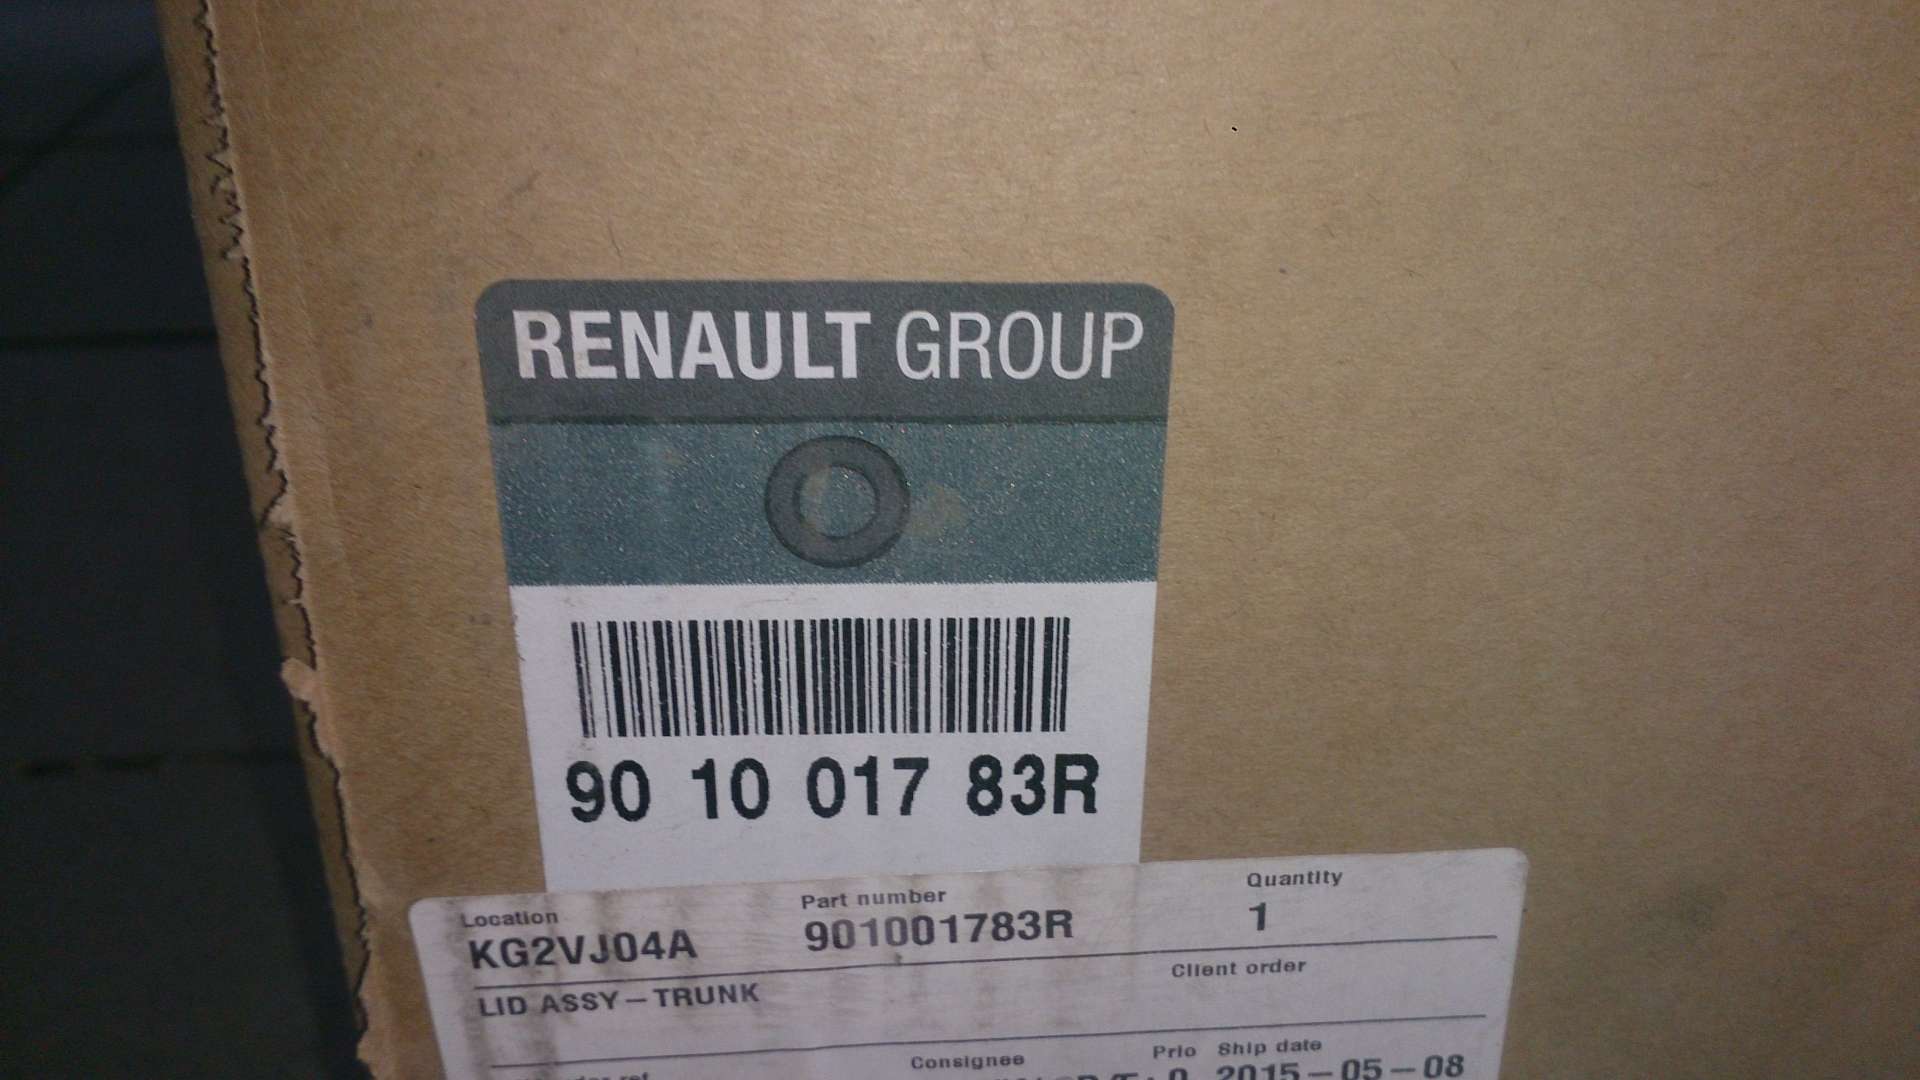 RENAULT GROUP
90 10 017 83R
Location Part number Quantity
KG2VJ04A 901001783R 1
LID ASSY-TRUNK Client order
Consignee Prio Ship date
0 2015-05-08